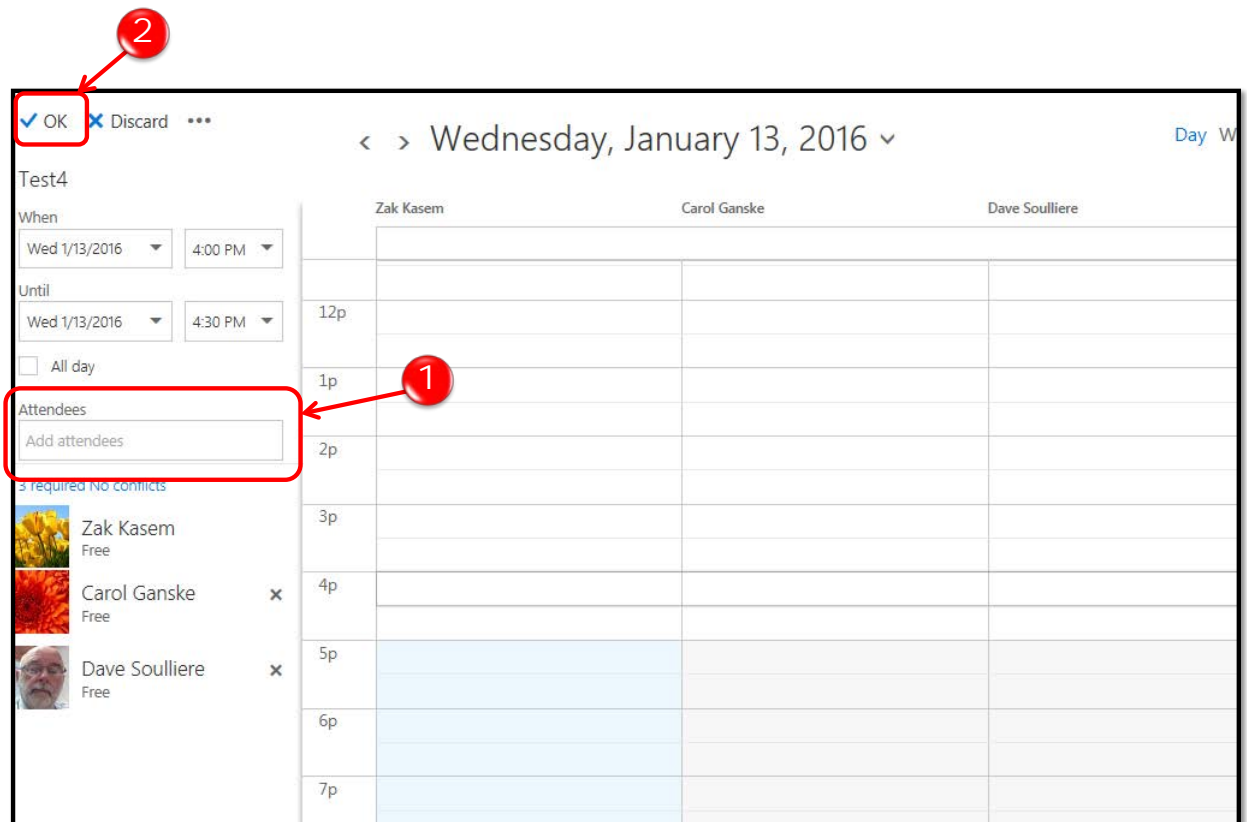 2
OK Discard •••
Wednesday, January 13, 2016
Day W
Test4
When
Wed 1/13/2016 4:00 PM
Until
Wed 1/13/2016 4:30 PM
All day
Attendees
Add attendees
3 required No conflicts
Zak Kasem
Free
Carol Ganske
Free
Dave Soulliere
Free
Zak Kasem Carol Ganske Dave Soulliere
12p
1p
1
2p
3p
4p
5p
6p
7p